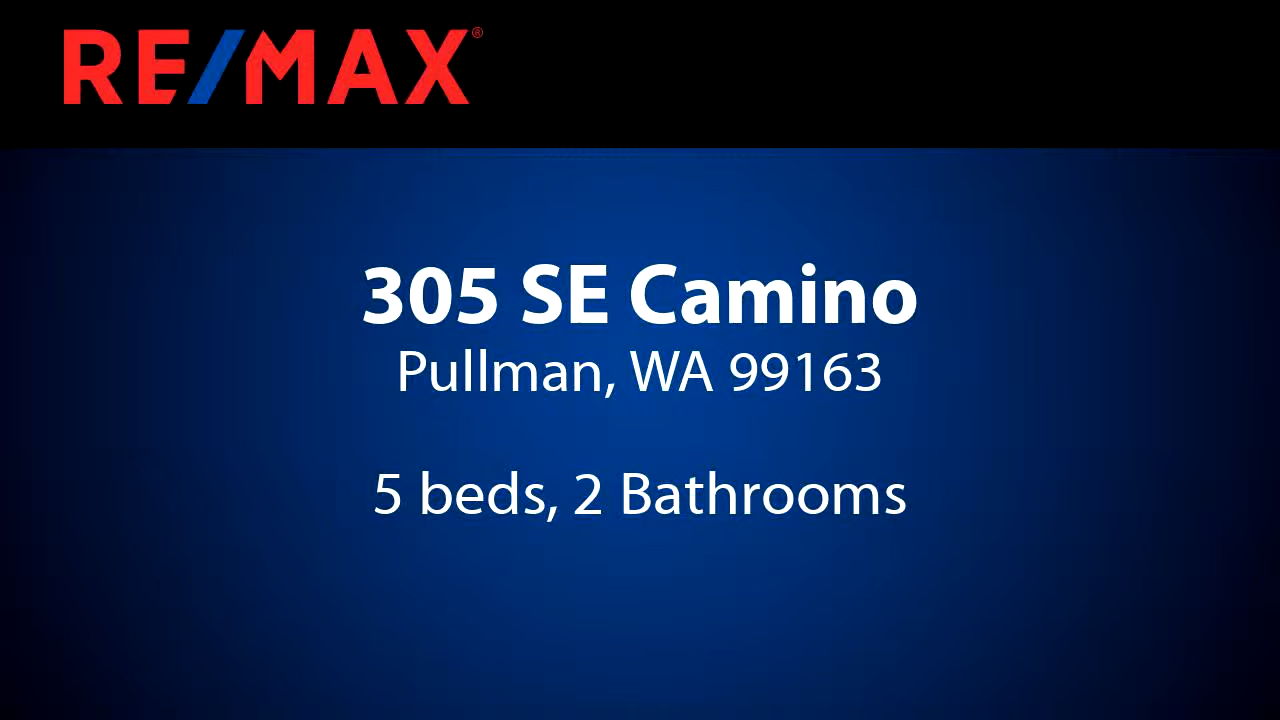 RE/MAX®
305 SE Camino
Pullman, WA 99163
5 beds, 2 Bathrooms